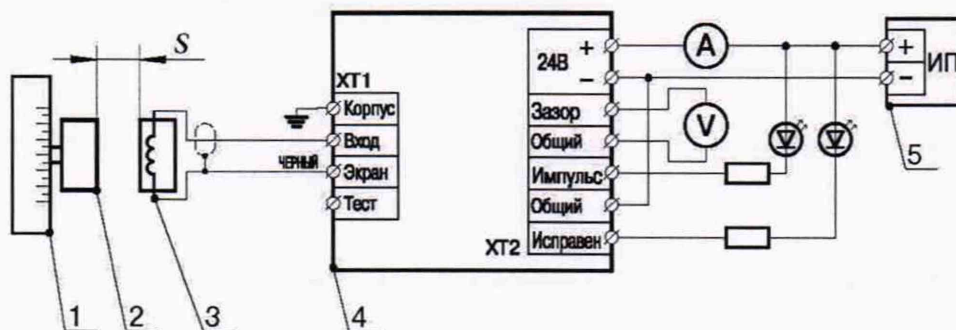 S
XT1
Корпус
Вход
ЧЕРНЫЙ
Экран
Тест
24В
+
−
Зазор
Общий
Импульс
Общий
Исправен
XT2
A
V
+
−
ИП
1
2
3
4
5